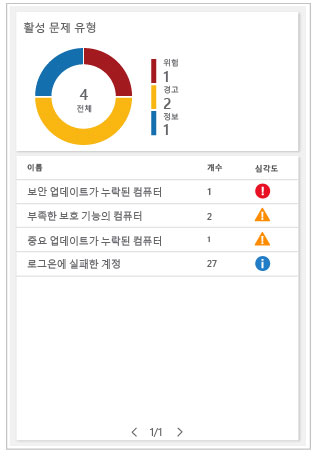 활성 문제 유형
4
전체
위험
1
경고
2
정보
1
이름 개수 심각도
보안 업데이트가 누락된 컴퓨터 1
부족한 보호 기능의 컴퓨터 2
중요 업데이트가 누락된 컴퓨터 1
로그온에 실패한 계정 27
1/1